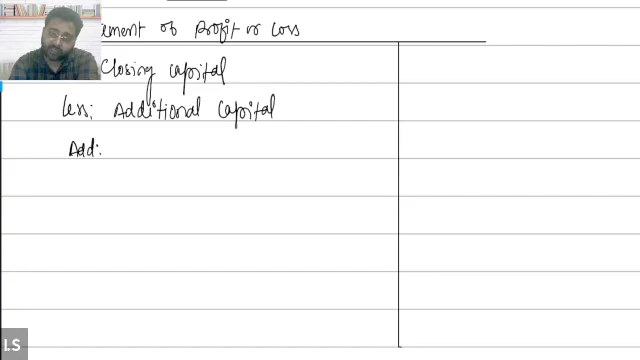 ement of Profit or Loss
Closing Capital
Less: Additional Capital
Add:
I.S